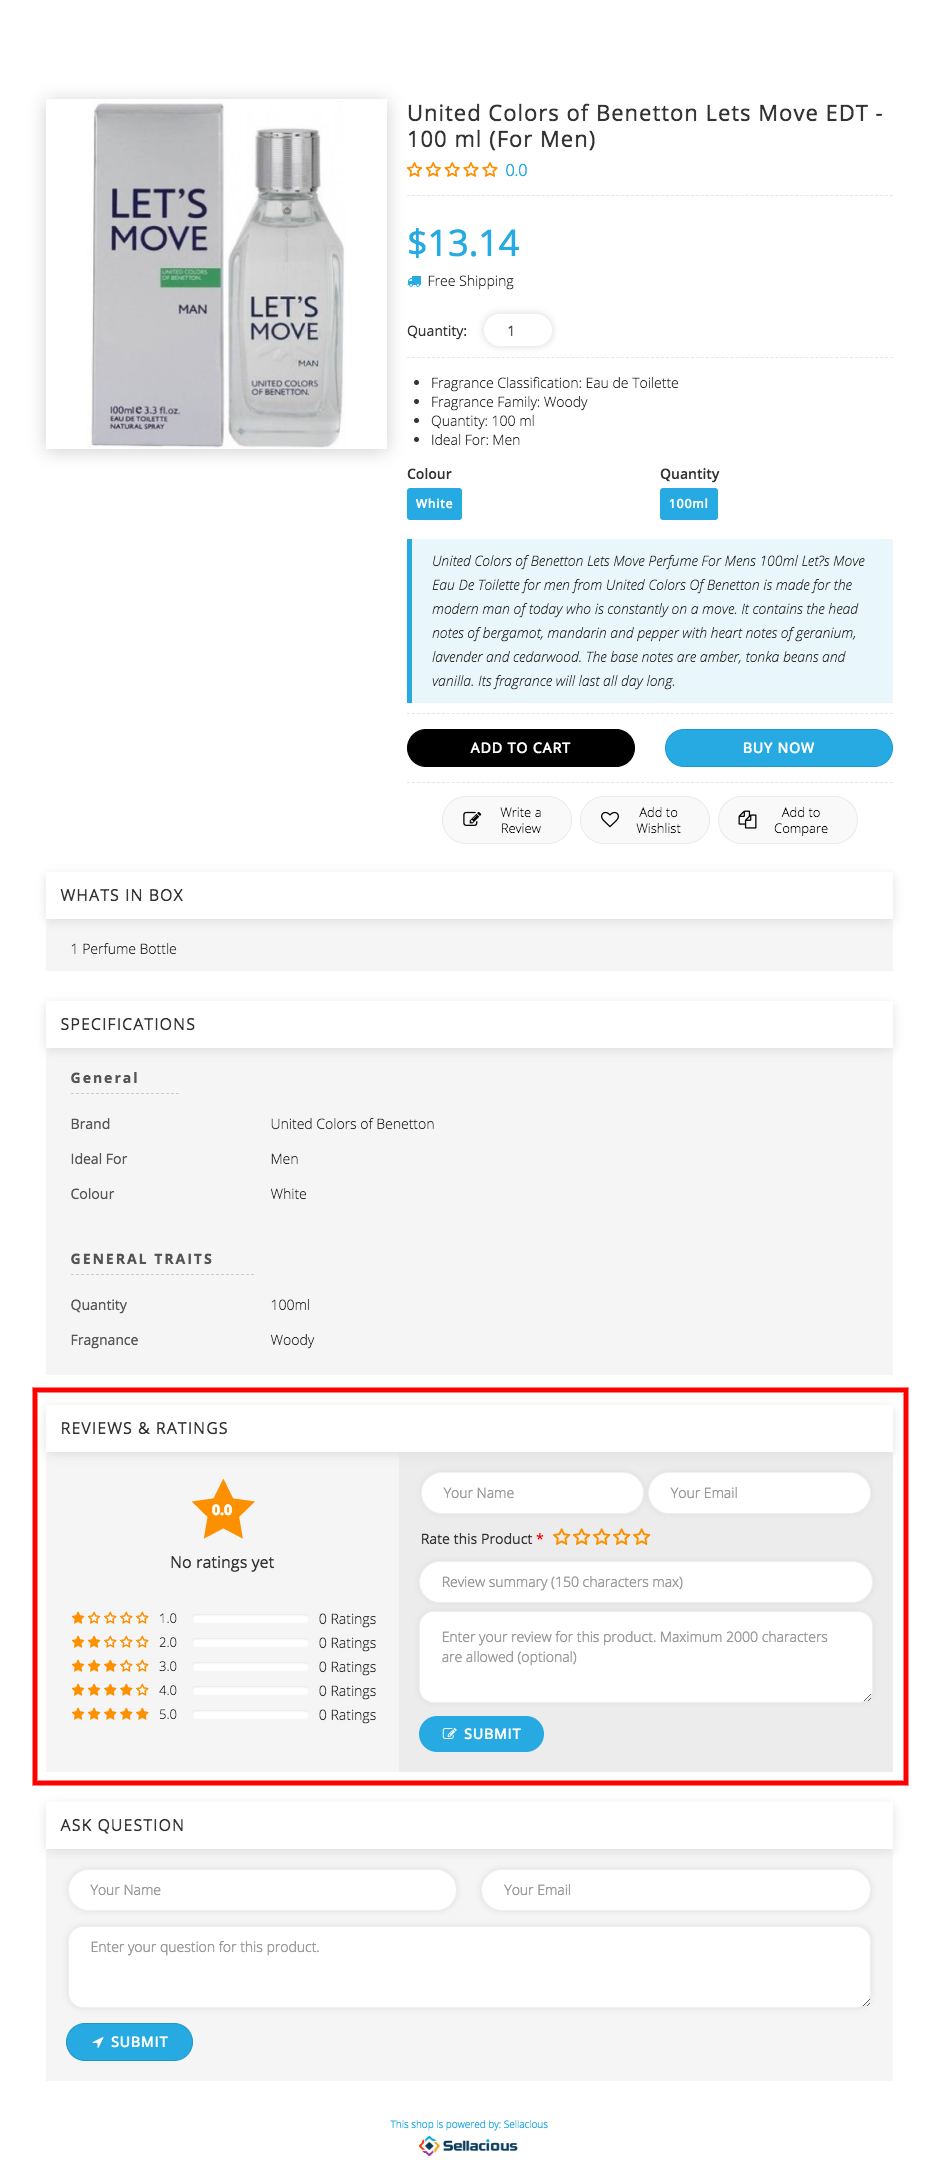 LET'S
MOVE
UNITED COLORS
OF BENETTON.
MAN
100ml e 3.3 fl.oz.
EAU DE TOILETTE
NATURAL SPRAY
LET'S
MOVE
MAN
UNITED COLORS
OF BENETTON.
United Colors of Benetton Lets Move EDT -
100 ml (For Men)
0.0
$13.14
Free Shipping
Quantity: 1
Fragrance Classification: Eau de Toilette
Fragrance Family: Woody
Quantity: 100 ml
Ideal For: Men
Colour Quantity
White 100ml
United Colors of Benetton Lets Move Perfume For Mens 100ml Let?s Move
Eau De Toilette for men from United Colors Of Benetton is made for the
modern man of today who is constantly on a move. It contains the head
notes of bergamot, mandarin and pepper with heart notes of geranium,
lavender and cedarwood. The base notes are amber, tonka beans and
vanilla. Its fragrance will last all day long.
ADD TO CART BUY NOW
Write a
Review
Add to
Wishlist
Add to
Compare
WHATS IN BOX
1 Perfume Bottle
SPECIFICATIONS
General
Brand United Colors of Benetton
Ideal For Men
Colour White
GENERAL TRAITS
Quantity 100ml
Fragnance Woody
REVIEWS & RATINGS
0.0
No ratings yet
1.0 0 Ratings
2.0 0 Ratings
3.0 0 Ratings
4.0 0 Ratings
5.0 0 Ratings
Your Name Your Email
Rate this Product *
Review summary (150 characters max)
Enter your review for this product. Maximum 2000 characters
are allowed (optional)
SUBMIT
ASK QUESTION
Your Name Your Email
Enter your question for this product.
SUBMIT
This shop is powered by: Sellacious
Sellacious